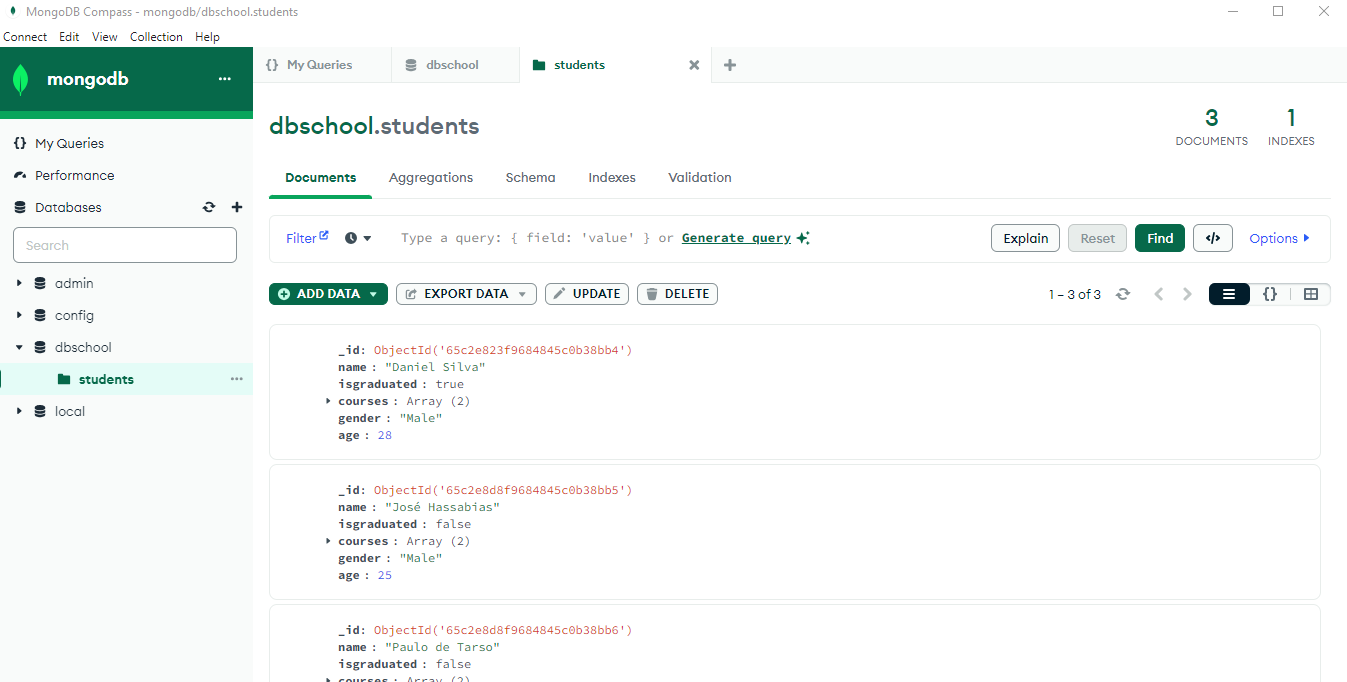 MongoDB Compass - mongodb/dbschool.students
Connect Edit View Collection Help
mongodb
My Queries
Performance
Databases
Search
admin
config
dbschool
students
local
My Queries
dbschool
students
dbschool.students
3
DOCUMENTS
1
INDEXES
Documents Aggregations Schema Indexes Validation
Filter Type a query: { field: 'value' } or Generate query Explain Reset Find </> Options
ADD DATA EXPORT DATA UPDATE DELETE 1 – 3 of 3 {}
_id: ObjectId('65c2e823f9684845c0b38bb4')
name : "Daniel Silva"
isgraduated : true
courses : Array (2)
gender : "Male"
age : 28
_id: ObjectId('65c2e8d8f9684845c0b38bb5')
name : "José Hassabias"
isgraduated : false
courses : Array (2)
gender : "Male"
age : 25
_id: ObjectId('65c2e8d8f9684845c0b38bb6')
name : "Paulo de Tarso"
isgraduated : false
courses : Array (2)